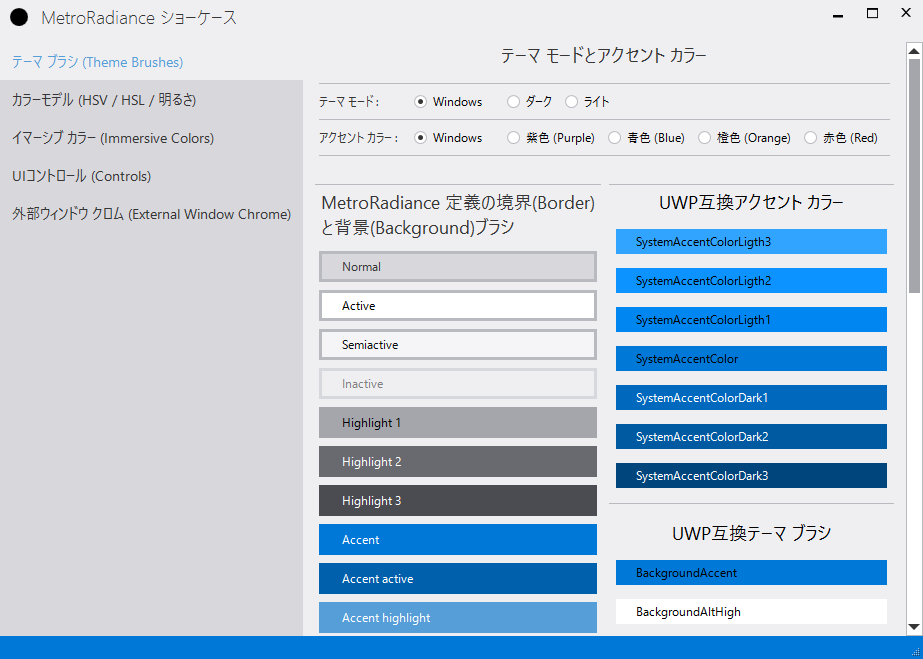 MetroRadiance ショーケース
テーマ ブラシ (Theme Brushes)
カラーモデル (HSV / HSL / 明るさ)
イマーシブ カラー (Immersive Colors)
UIコントロール (Controls)
外部ウィンドウ クロム (External Window Chrome)
テーマ モードとアクセント カラー
テーマ モード: Windows ダーク ライト
アクセント カラー: Windows 紫色 (Purple) 青色 (Blue) 橙色 (Orange) 赤色 (Red)
MetroRadiance 定義の境界(Border)
と背景(Background)ブラシ
Normal
Active
Semiactive
Inactive
Highlight 1
Highlight 2
Highlight 3
Accent
Accent active
Accent highlight
UWP互換アクセント カラー
SystemAccentColorLigth3
SystemAccentColorLigth2
SystemAccentColorLigth1
SystemAccentColor
SystemAccentColorDark1
SystemAccentColorDark2
SystemAccentColorDark3
UWP互換テーマ ブラシ
BackgroundAccent
BackgroundAltHigh